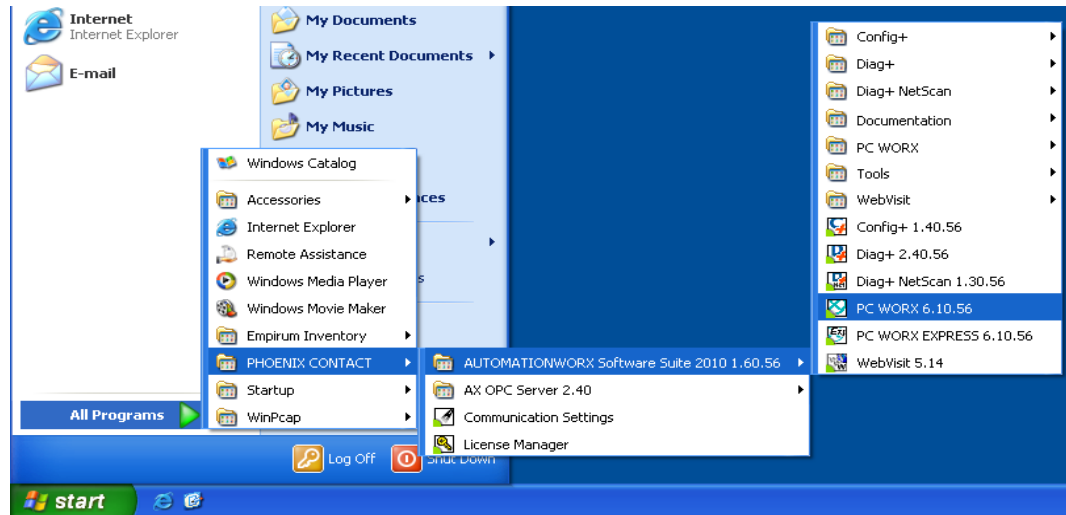 Internet
Internet Explorer
E-mail
My Documents
My Recent Documents
My Pictures
My Music
Windows Catalog
Accessories
Internet Explorer
Remote Assistance
Windows Media Player
Windows Movie Maker
Empirum Inventory
PHOENIX CONTACT
Startup
WinPcap
AUTOMATIONWORX Software Suite 2010 1.60.56
AX OPC Server 2.40
Communication Settings
License Manager
Config+
Diag+
Diag+ NetScan
Documentation
PC WORX
Tools
WebVisit
Config+ 1.40.56
Diag+ 2.40.56
Diag+ NetScan 1.30.56
PC WORX 6.10.56
PC WORX EXPRESS 6.10.56
WebVisit 5.14
All Programs
Log Off
Shut Down
start